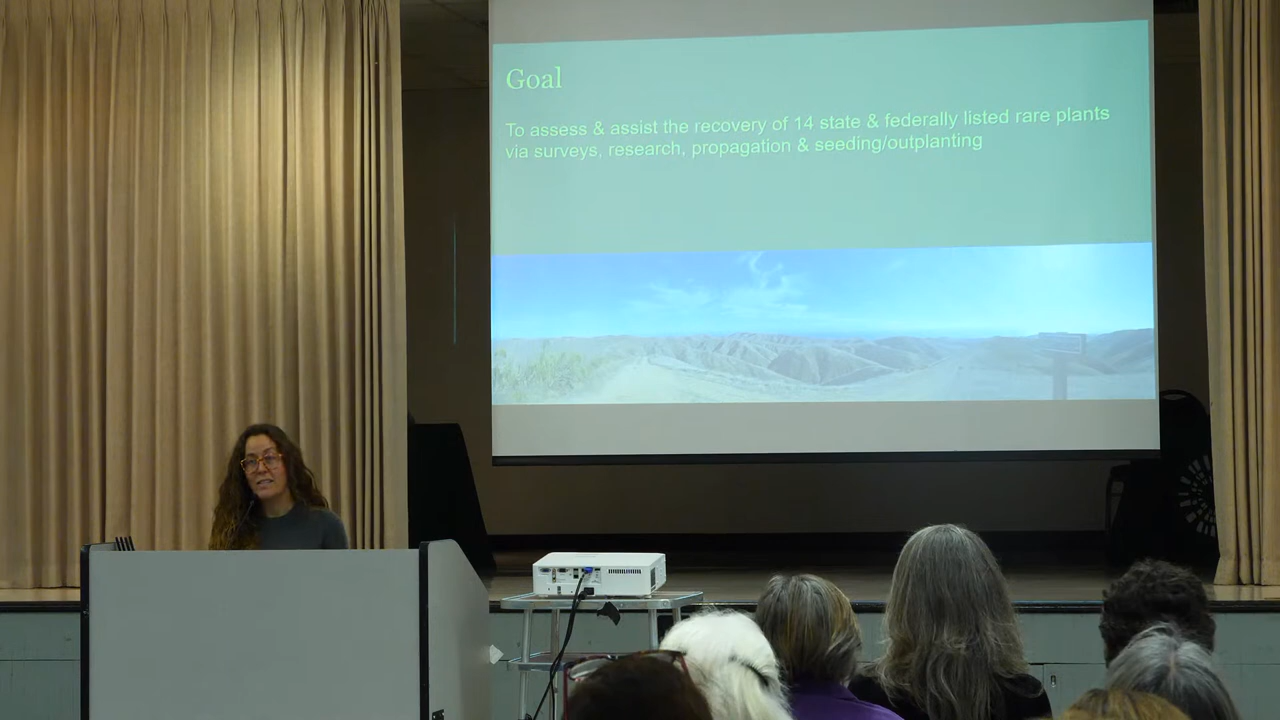 Goal
To assess & assist the recovery of 14 state & federally listed rare plants
via surveys, research, propagation & seeding/outplanting